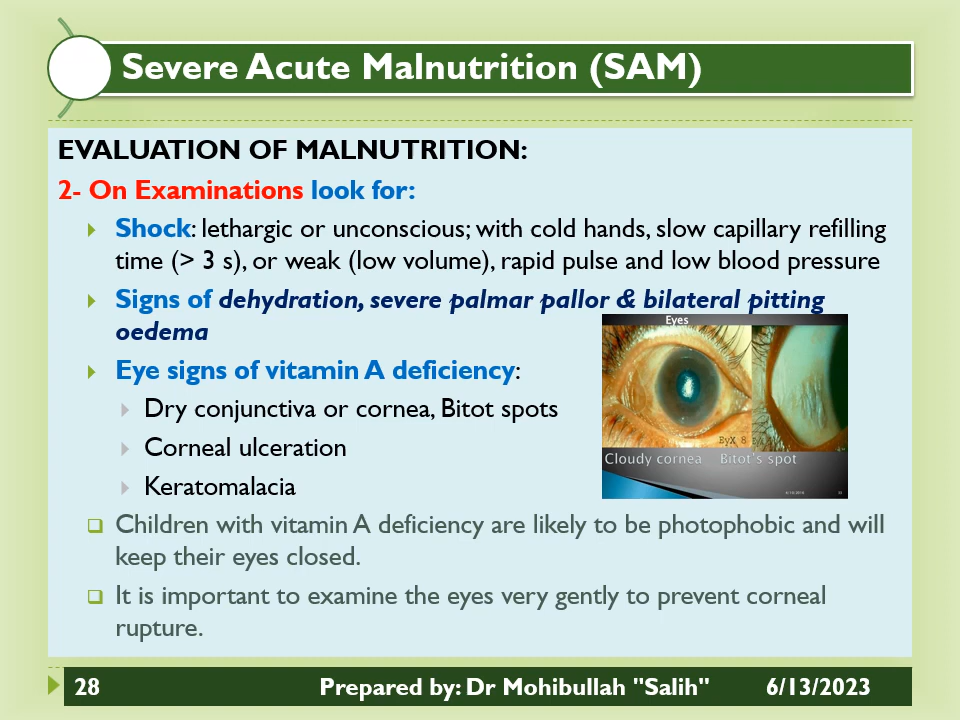 Severe Acute Malnutrition (SAM)
EVALUATION OF MALNUTRITION:
2- On Examinations look for:
Shock: lethargic or unconscious; with cold hands, slow capillary refilling
time (> 3 s), or weak (low volume), rapid pulse and low blood pressure
Signs of dehydration, severe palmar pallor & bilateral pitting
oedema
Eyes
Eye signs of vitamin A deficiency:
Dry conjunctiva or cornea, Bitot spots
Corneal ulceration
Keratomalacia
EyX 8
Cloudy cornea Bitot's spot
Children with vitamin A deficiency are likely to be photophobic and will
keep their eyes closed.
It is important to examine the eyes very gently to prevent corneal
rupture.
28 Prepared by: Dr Mohibullah "Salih" 6/13/2023